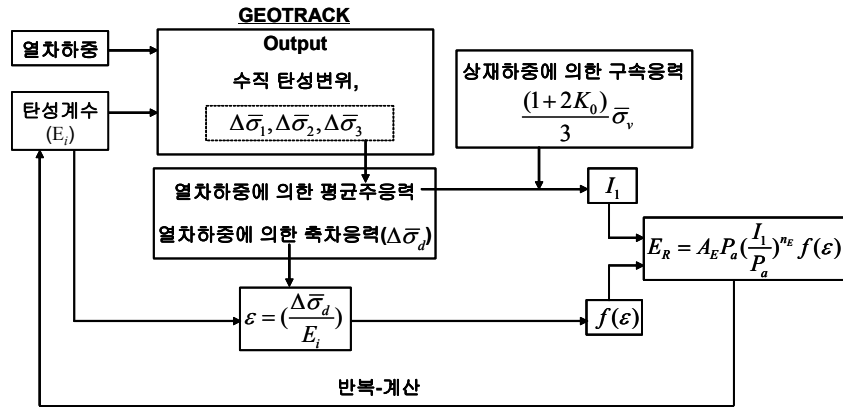 GEOTRACK
열차하중
Output
수직 탄성변위,
Δσ̅₁, Δσ̅₂, Δσ̅₃
탄성계수
(Eᵢ)
상재하중에 의한 구속응력
(1+2K₀)/3 σ̅ᵥ
열차하중에 의한 평균주응력
열차하중에 의한 축차응력(Δσ̅_d)
I₁
E_R = A_E P_a (I₁/P_a)^{n_E} f(ε)
ε = (Δσ̅_d/Eᵢ)
f(ε)
반복-계산